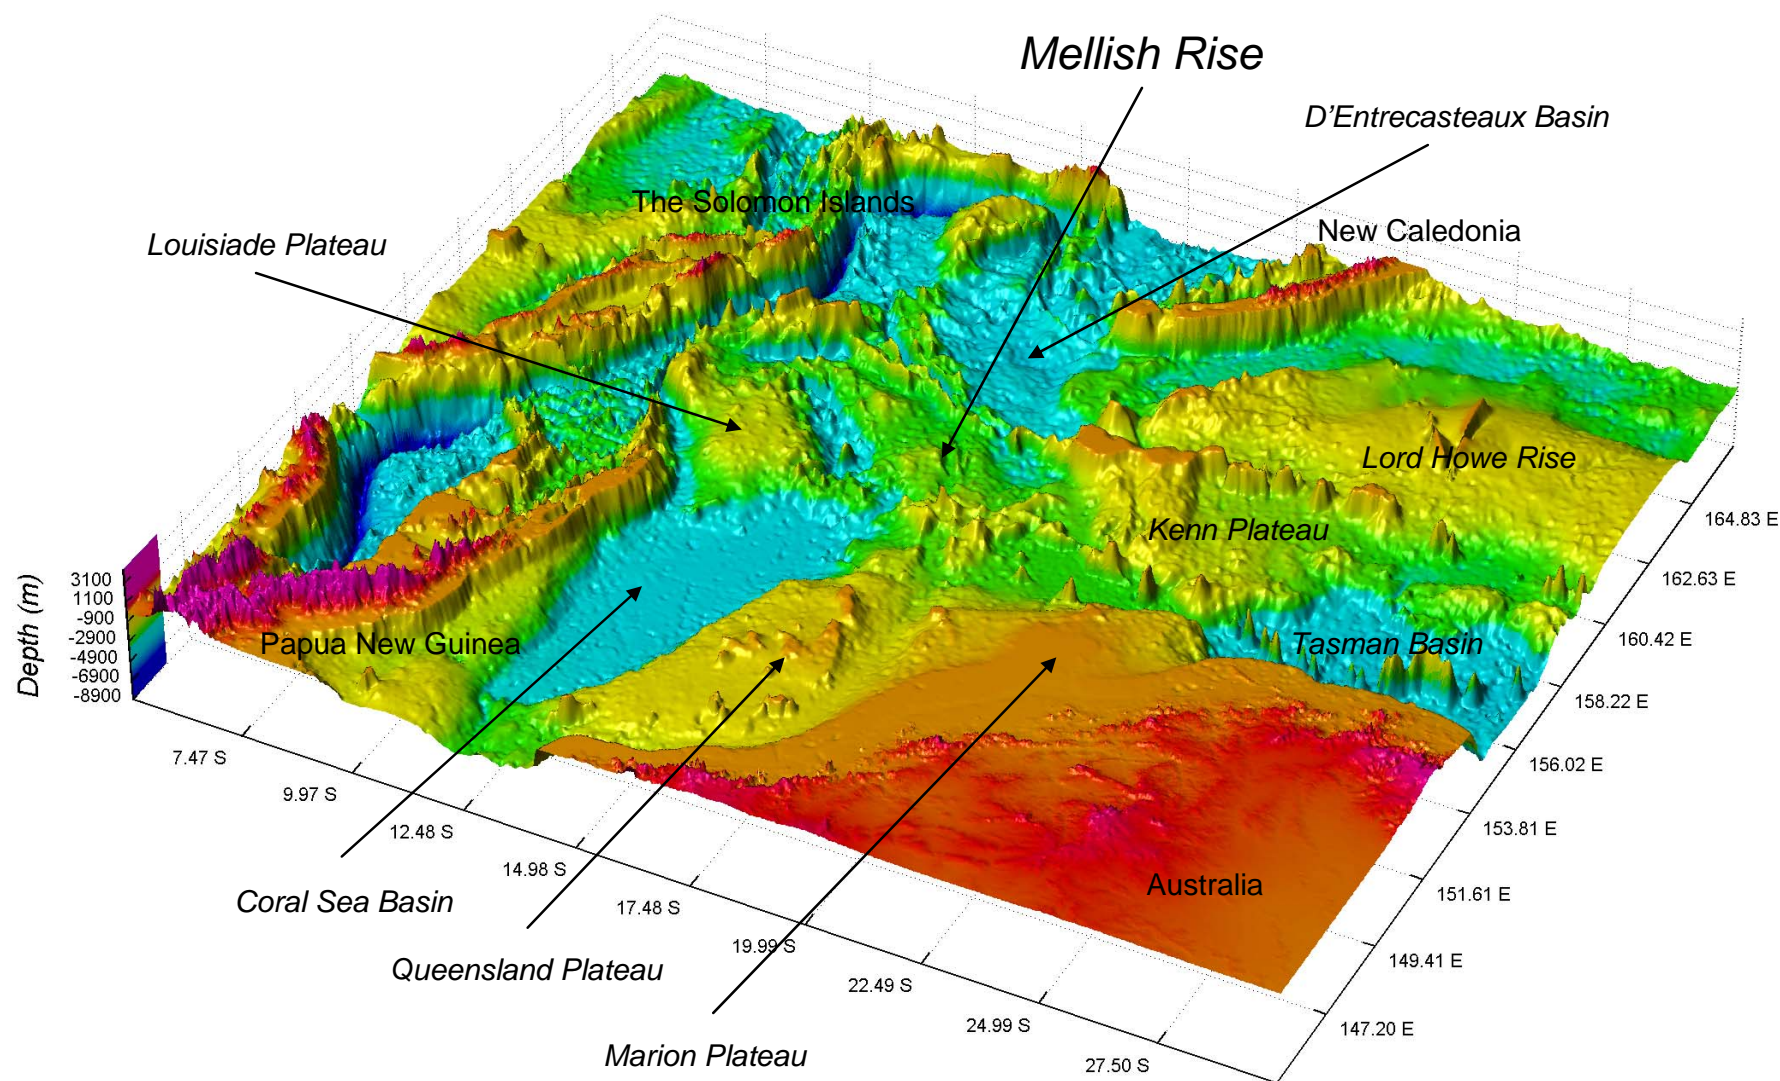 Mellish Rise
D'Entrecasteaux Basin
The Solomon Islands
New Caledonia
Louisiade Plateau
Lord Howe Rise
164.83 E
Kenn Plateau
162.63 E
3100
1100
-900
-2900
-4900
-6900
-8900
Depth (m)
Papua New Guinea
Tasman Basin
160.42 E
158.22 E
7.47 S
156.02 E
9.97 S
153.81 E
12.48 S
14.98 S
Australia
151.61 E
Coral Sea Basin
17.48 S
19.99 S
149.41 E
Queensland Plateau
22.49 S
147.20 E
24.99 S
Marion Plateau
27.50 S